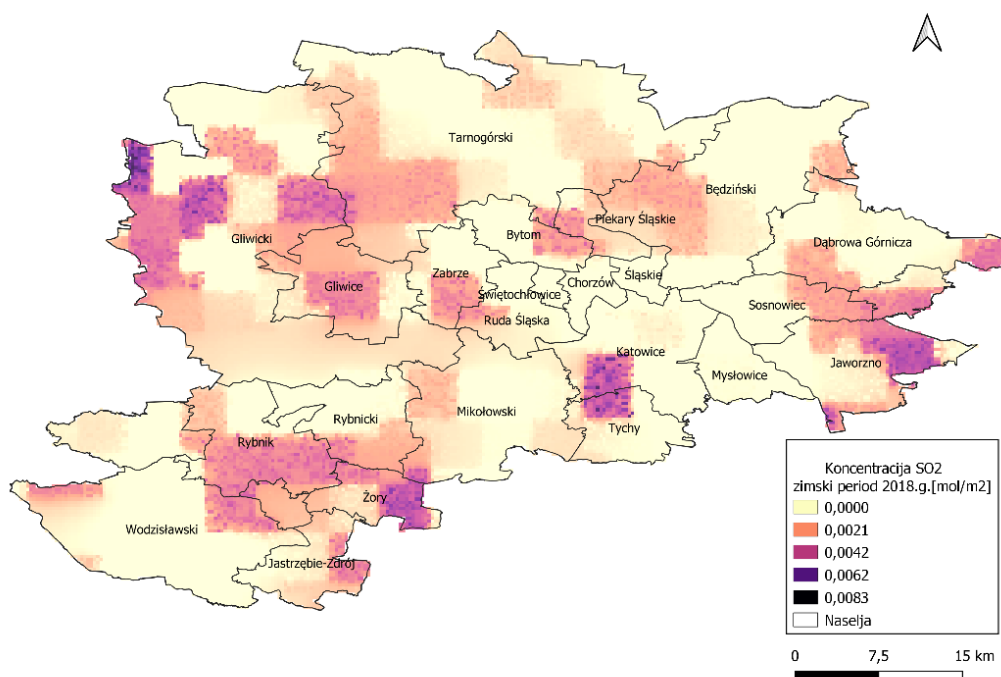 Tarnogórski
Będziński
Piekary Śląskie
Bytom
Gliwicki
Dąbrowa Górnicza
Zabrze
Chorzów
Śląskie
Gliwice
Świętochłowice
Sosnowiec
Ruda Śląska
Katowice
Jaworzno
Mysłowice
Mikołowski
Rybnicki
Tychy
Rybnik
Żory
Wodzisławski
Jastrzębie-Zdrój
Koncentracija SO2
zimski period 2018.g.[mol/m2]
0,0000
0,0021
0,0042
0,0062
0,0083
Naselja
0 7,5 15 km